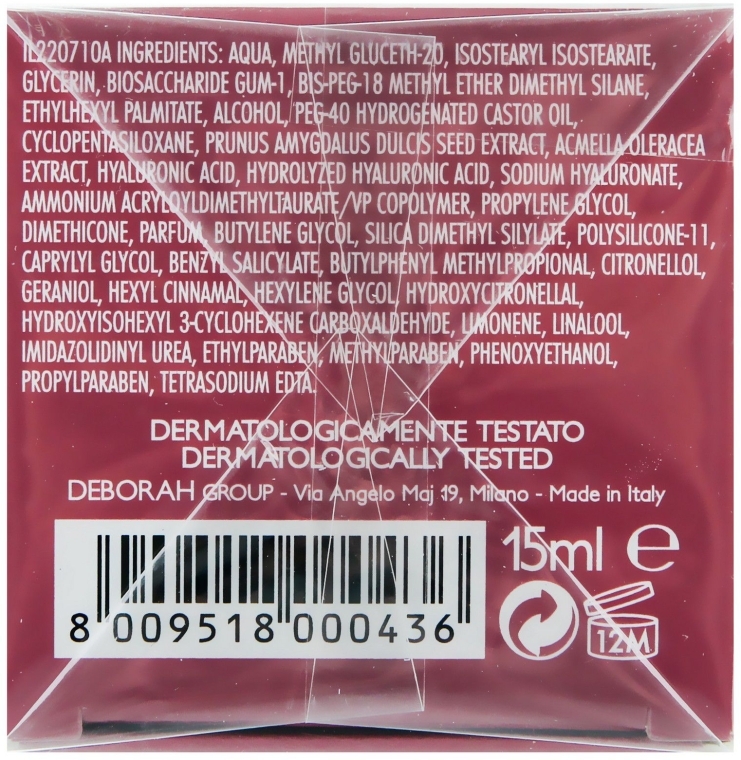 IL220710A INGREDIENTS: AQUA, METHYL GLUCETH-20, ISOSTEARYL ISOSTEARATE,
GLYCERIN, BIOSACCHARIDE GUM-1, BIS-PEG-18 METHYL ETHER DIMETHYL SILANE,
ETHYLHEXYL PALMITATE, ALCOHOL, PEG-40 HYDROGENATED CASTOR OIL,
CYCLOPENTASILOXANE, PRUNUS AMYGDALUS DULCIS SEED EXTRACT, ACMELLA OLERACEA
EXTRACT, HYALURONIC ACID, HYDROLYZED HYALURONIC ACID, SODIUM HYALURONATE,
AMMONIUM ACRYLOYLDIMETHYLTAURATE/VP COPOLYMER, PROPYLENE GLYCOL,
DIMETHICONE, PARFUM, BUTYLENE GLYCOL, SILICA DIMETHYL SILYLATE, POLYSILICONE-11,
CAPRYLYL GLYCOL, BENZYL SALICYLATE, BUTYLPHENYL METHYLPROPIONAL, CITRONELLOL,
GERANIOL, HEXYL CINNAMAL, HEXYLENE GLYCOL, HYDROXYCITRONELLAL,
HYDROXYISOHEXYL 3-CYCLOHEXENE CARBOXALDEHYDE, LIMONENE, LINALOOL,
IMIDAZOLIDINYL UREA, ETHYLPARABEN, METHYLPARABEN, PHENOXYETHANOL,
PROPYLPARABEN, TETRASODIUM EDTA.
DERMATOLOGICAMENTE TESTATO
DERMATOLOGICALLY TESTED
DEBORAH GROUP - Via Angelo Maj 19, Milano - Made in Italy
15ml e
8 009518 000436
12M